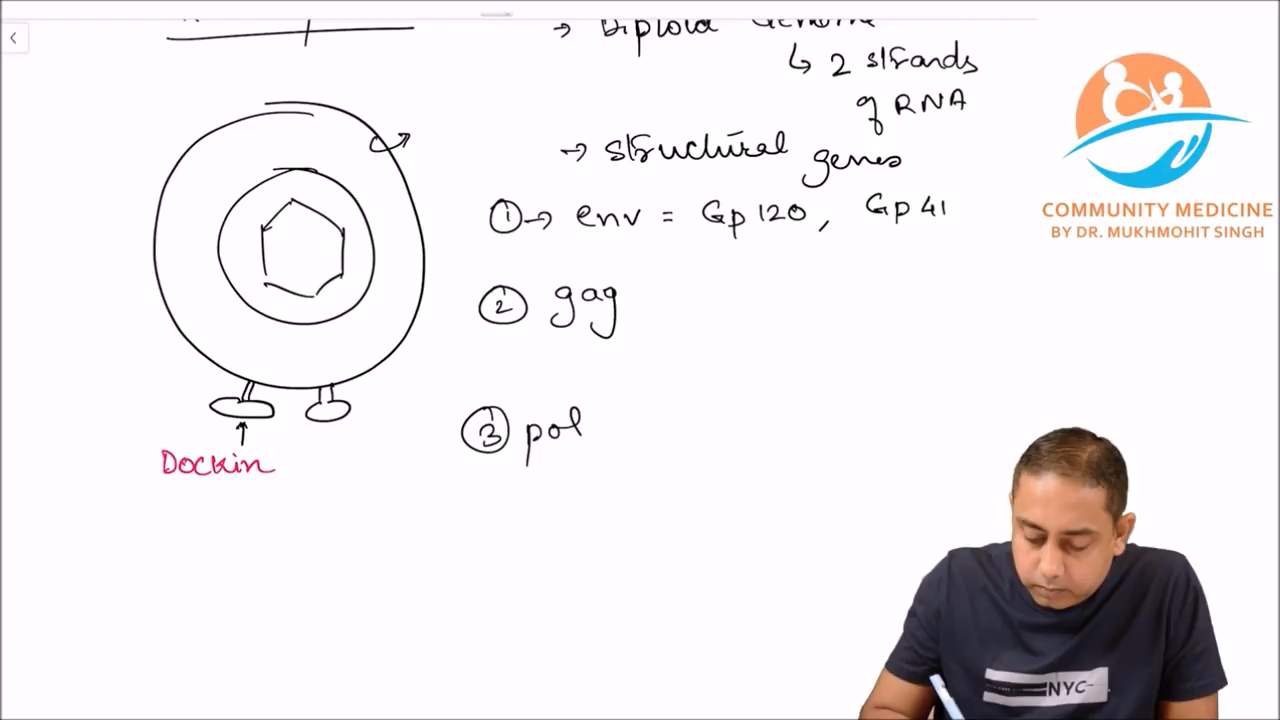 → Diploid Genome
↳ 2 strands
of RNA
→ structural genes
① → env = Gp 120, Gp 41
② gag
③ pol
Dockin
COMMUNITY MEDICINE
BY DR. MUKHMOHIT SINGH
NYC